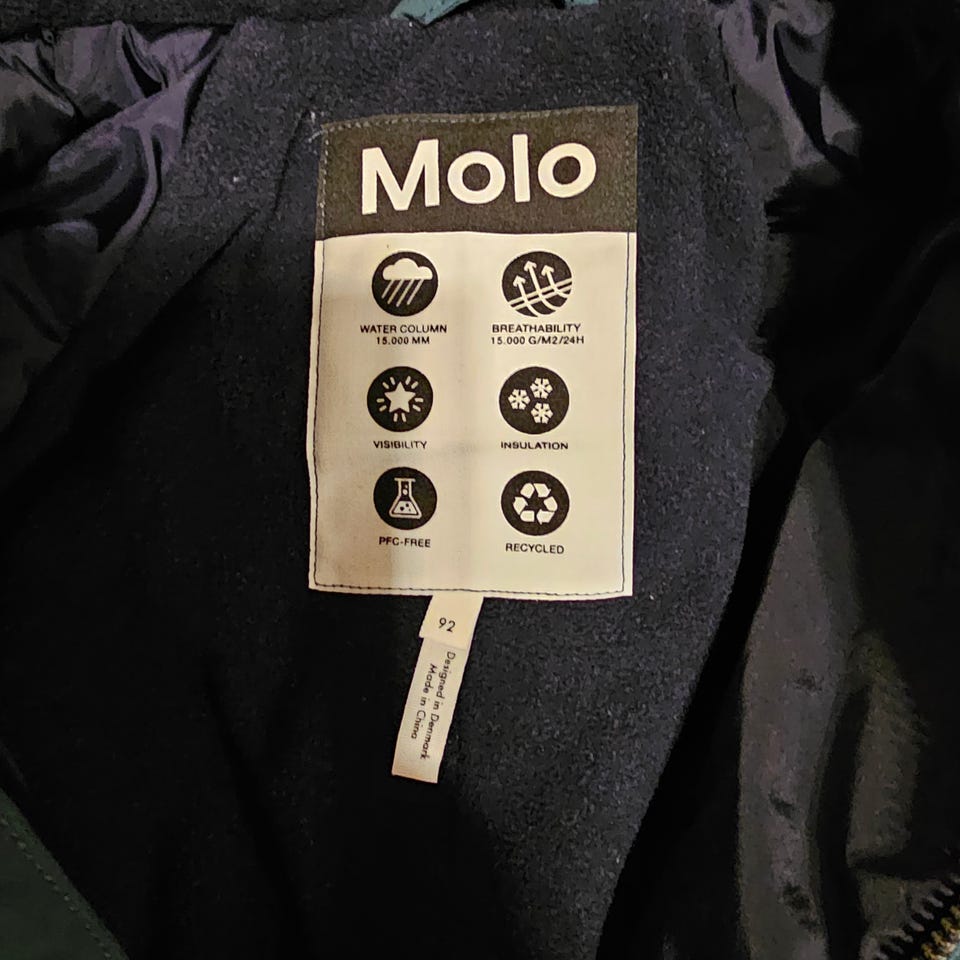 Molo
WATER COLUMN
15.000 MM
BREATHABILITY
15.000 G/M2/24H
VISIBILITY
INSULATION
PFC-FREE
RECYCLED
92
Designed in Denmark
Made in China